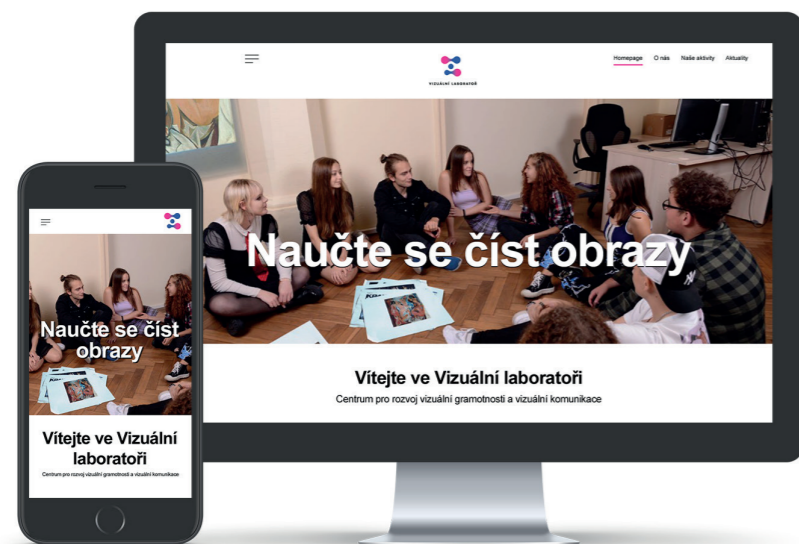 VIZUÁLNÍ LABORATOŘ
Homepage O nás Naše aktivity Aktuality
Naučte se číst obrazy
Vítejte ve Vizuální laboratoři
Centrum pro rozvoj vizuální gramotnosti a vizuální komunikace
Naučte se číst
obrazy
Vítejte ve Vizuální
laboratoři
Centrum pro rozvoj vizuální gramotnosti a vizuální komunikace